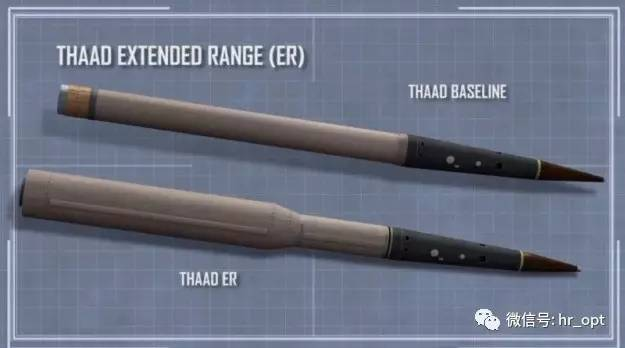 THAAD EXTENDED RANGE (ER)
THAAD BASELINE
THAAD ER
微信号: hr_opt